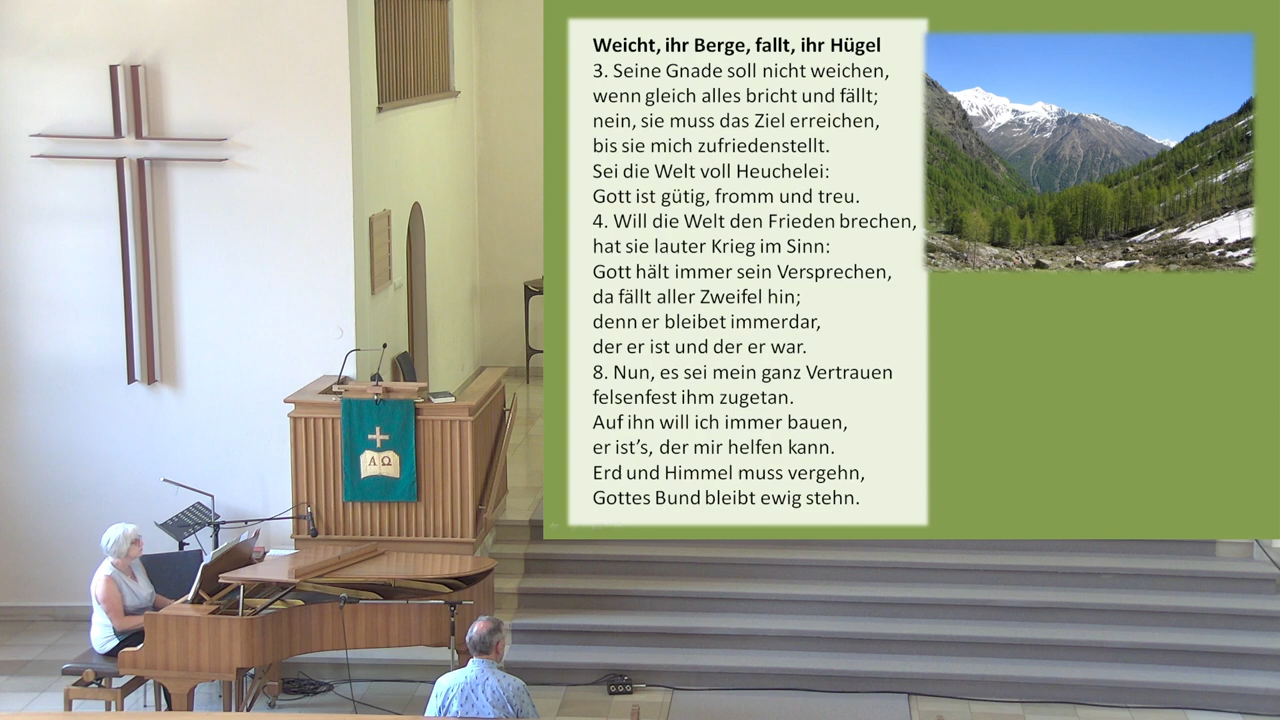 Weicht, ihr Berge, fallt, ihr Hügel
3. Seine Gnade soll nicht weichen,
wenn gleich alles bricht und fällt;
nein, sie muss das Ziel erreichen,
bis sie mich zufriedenstellt.
Sei die Welt voll Heuchelei:
Gott ist gütig, fromm und treu.
4. Will die Welt den Frieden brechen,
hat sie lauter Krieg im Sinn:
Gott hält immer sein Versprechen,
da fällt aller Zweifel hin;
denn er bleibet immerdar,
der er ist und der er war.
8. Nun, es sei mein ganz Vertrauen
felsenfest ihm zugetan.
Auf ihn will ich immer bauen,
er ist’s, der mir helfen kann.
Erd und Himmel muss vergehn,
Gottes Bund bleibt ewig stehn.
Α Ω